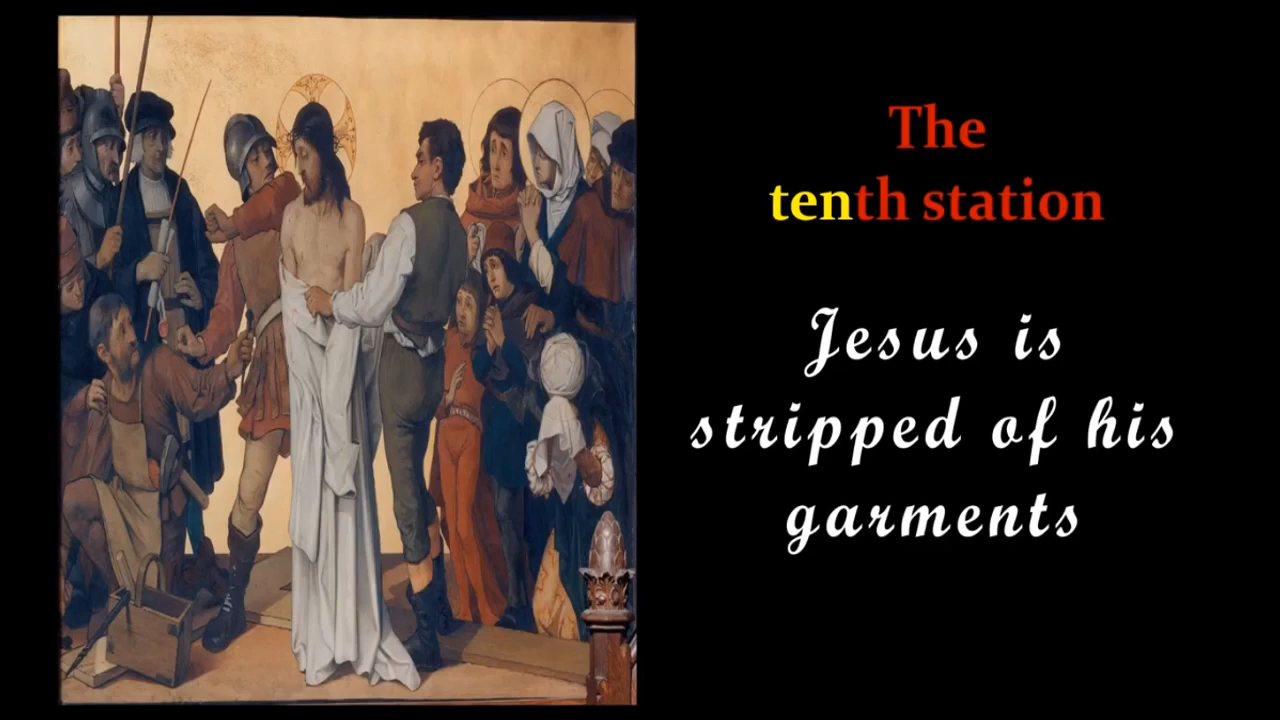 The
tenth station
Jesus is
stripped of his
garments